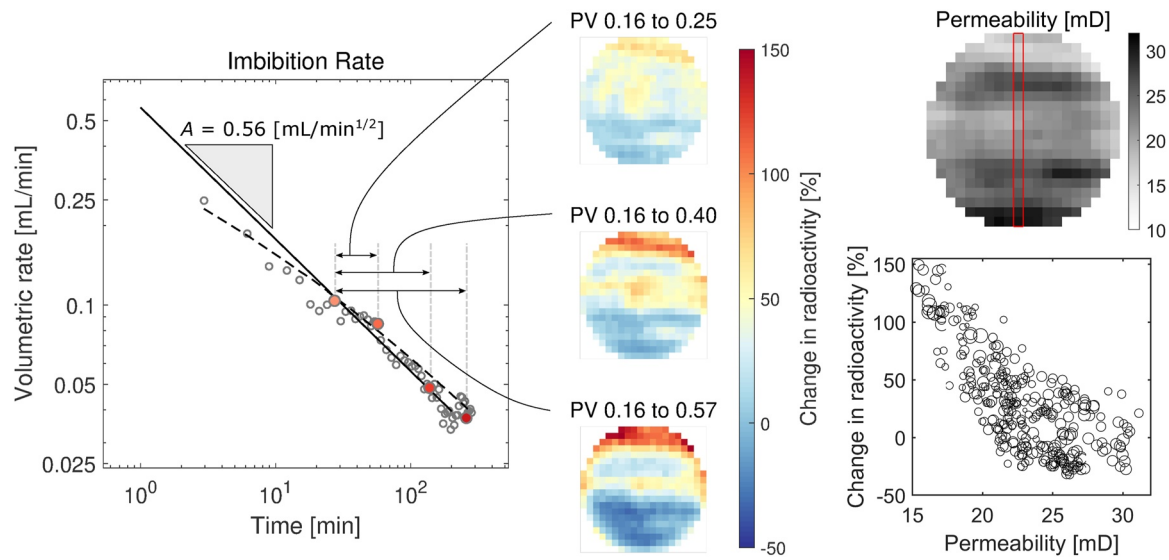 Imbibition Rate
A = 0.56 [mL/min1/2]
Volumetric rate [mL/min]
0.5
0.25
0.1
0.05
0.025
10^0
10^1
10^2
Time [min]
PV 0.16 to 0.25
PV 0.16 to 0.40
PV 0.16 to 0.57
150
100
50
0
-50
Change in radioactivity [%]
Permeability [mD]
30
25
20
15
10
Change in radioactivity [%]
150
100
50
0
-50
15
20
25
30
Permeability [mD]